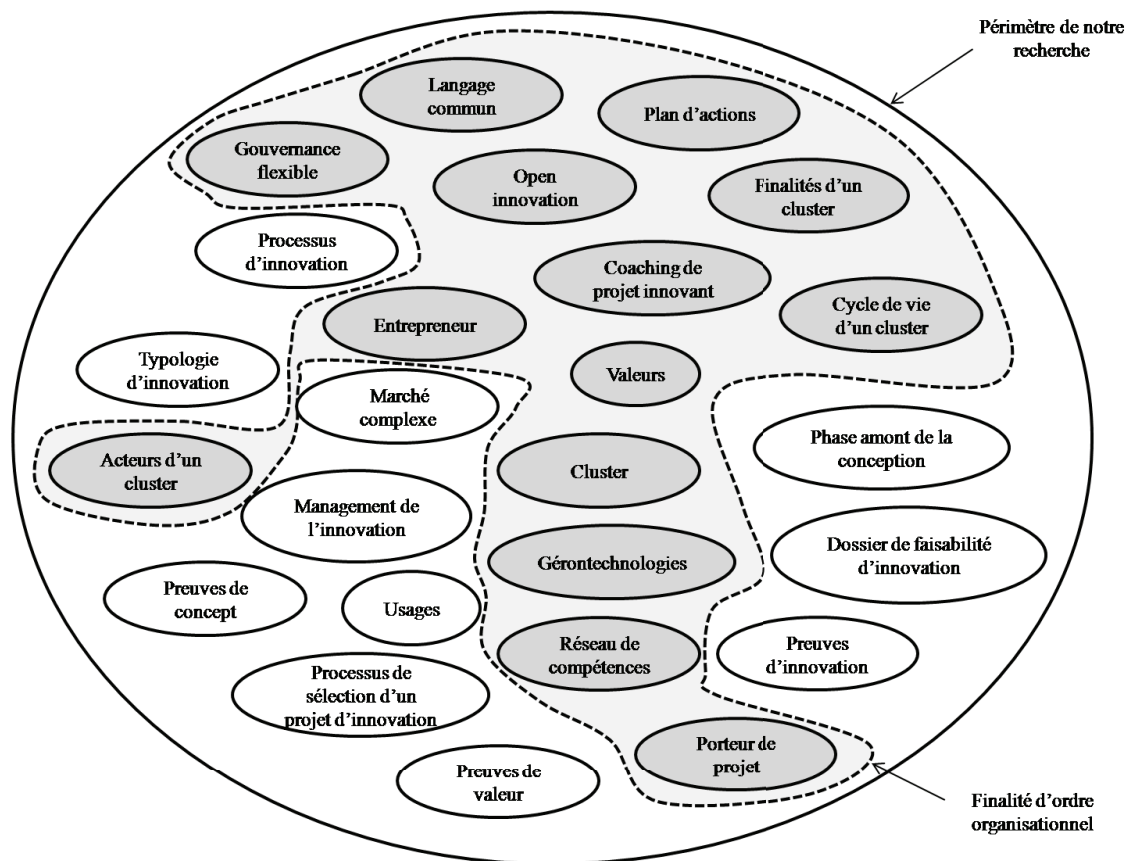 Périmètre de notre
recherche
Langage
commun
Plan d'actions
Gouvernance
flexible
Open
innovation
Finalités d'un
cluster
Processus
d'innovation
Coaching de
projet innovant
Cycle de vie
d'un cluster
Entrepreneur
Typologie
d'innovation
Valeurs
Marché
complexe
Phase amont de la
conception
Acteurs d'un
cluster
Cluster
Management de
l'innovation
Dossier de faisabilité
d'innovation
Gérontechnologies
Preuves de
concept
Usages
Réseau de
compétences
Preuves
d'innovation
Processus de
sélection d'un
projet d'innovation
Porteur de
projet
Preuves de
valeur
Finalité d'ordre
organisationnel